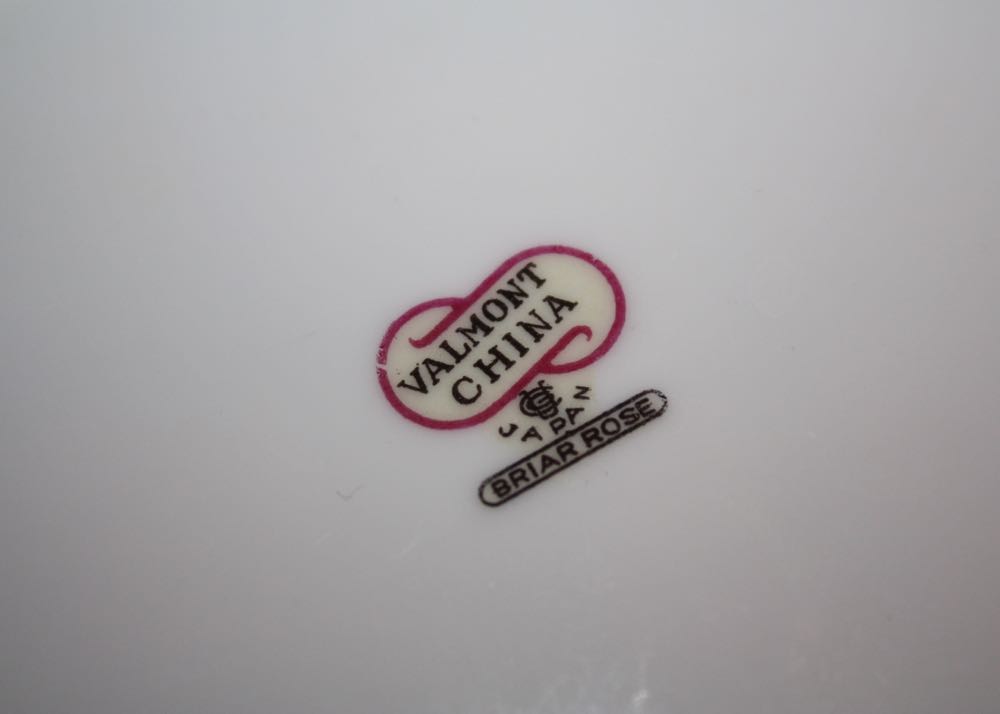 VALMONT
CHINA
JAPAN
BRIAR ROSE